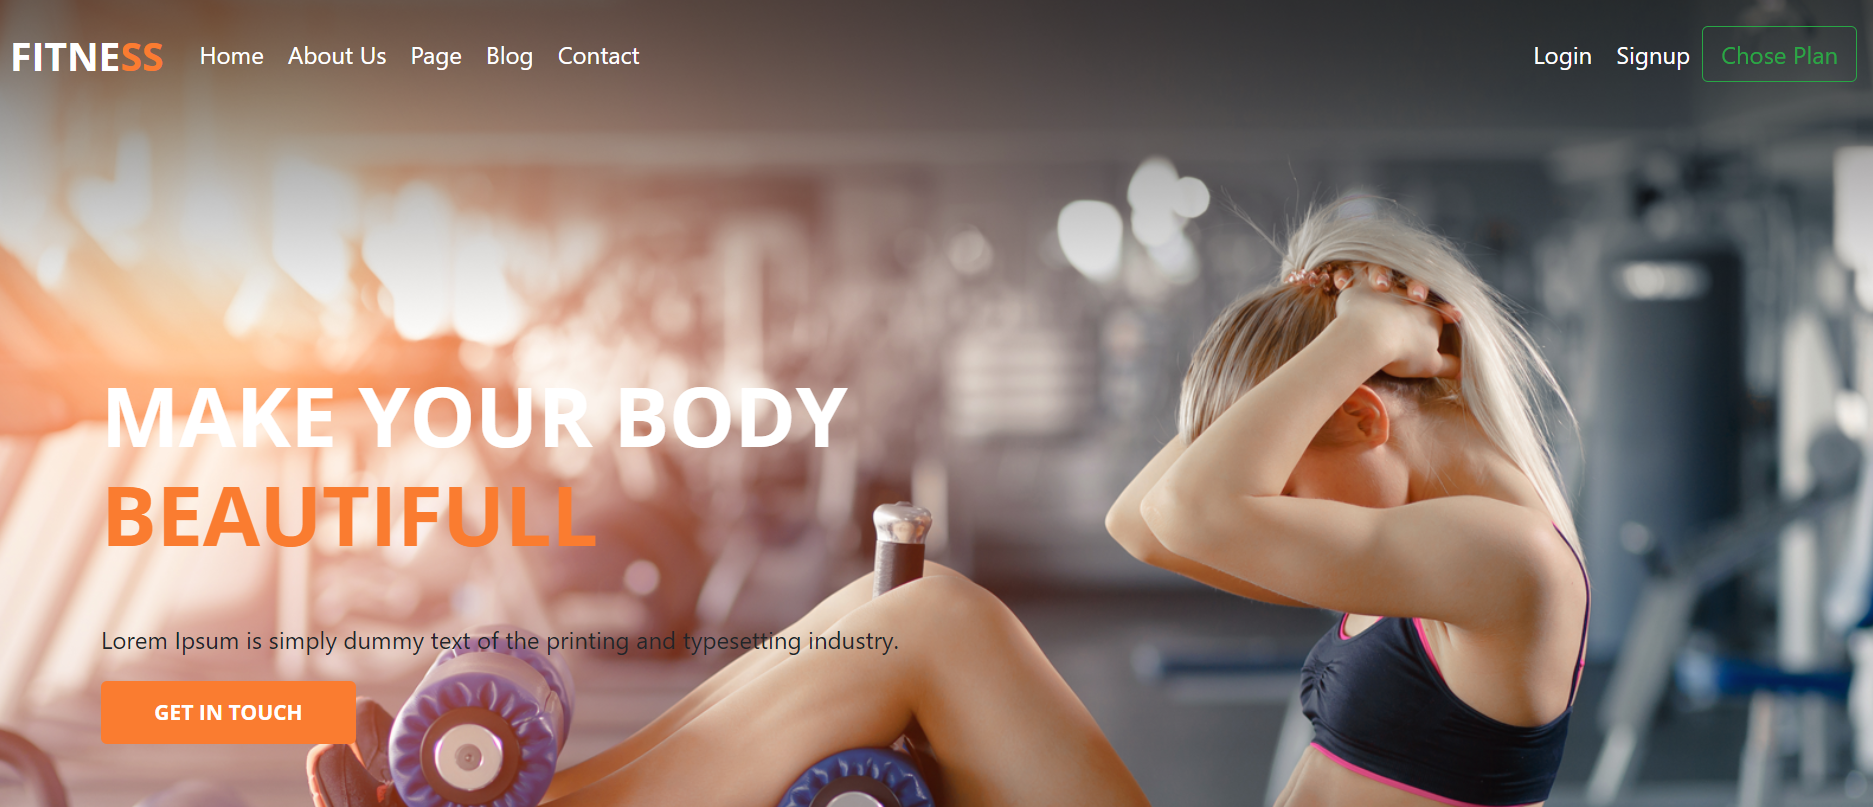 FITNESS Home About Us Page Blog Contact Login Signup Chose Plan
MAKE YOUR BODY
BEAUTIFULL
Lorem Ipsum is simply dummy text of the printing and typesetting industry.
GET IN TOUCH